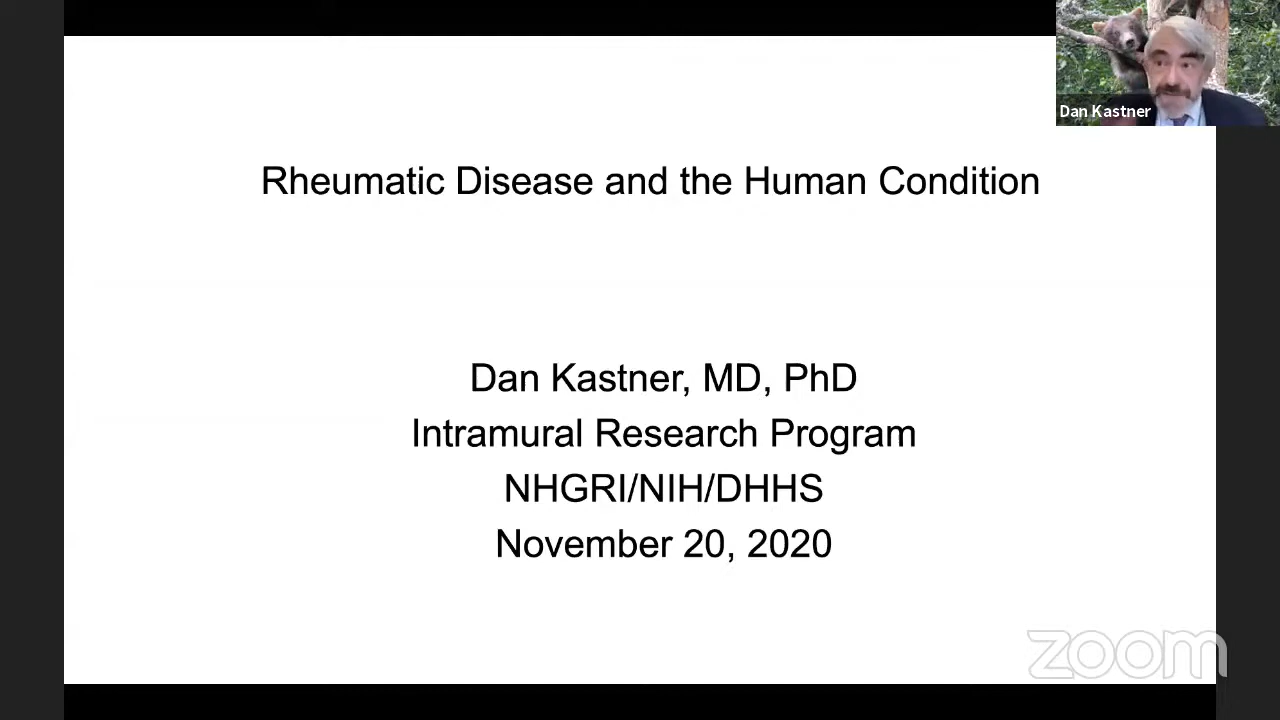 Dan Kastner
Rheumatic Disease and the Human Condition
Dan Kastner, MD, PhD
Intramural Research Program
NHGRI/NIH/DHHS
November 20, 2020
zoom